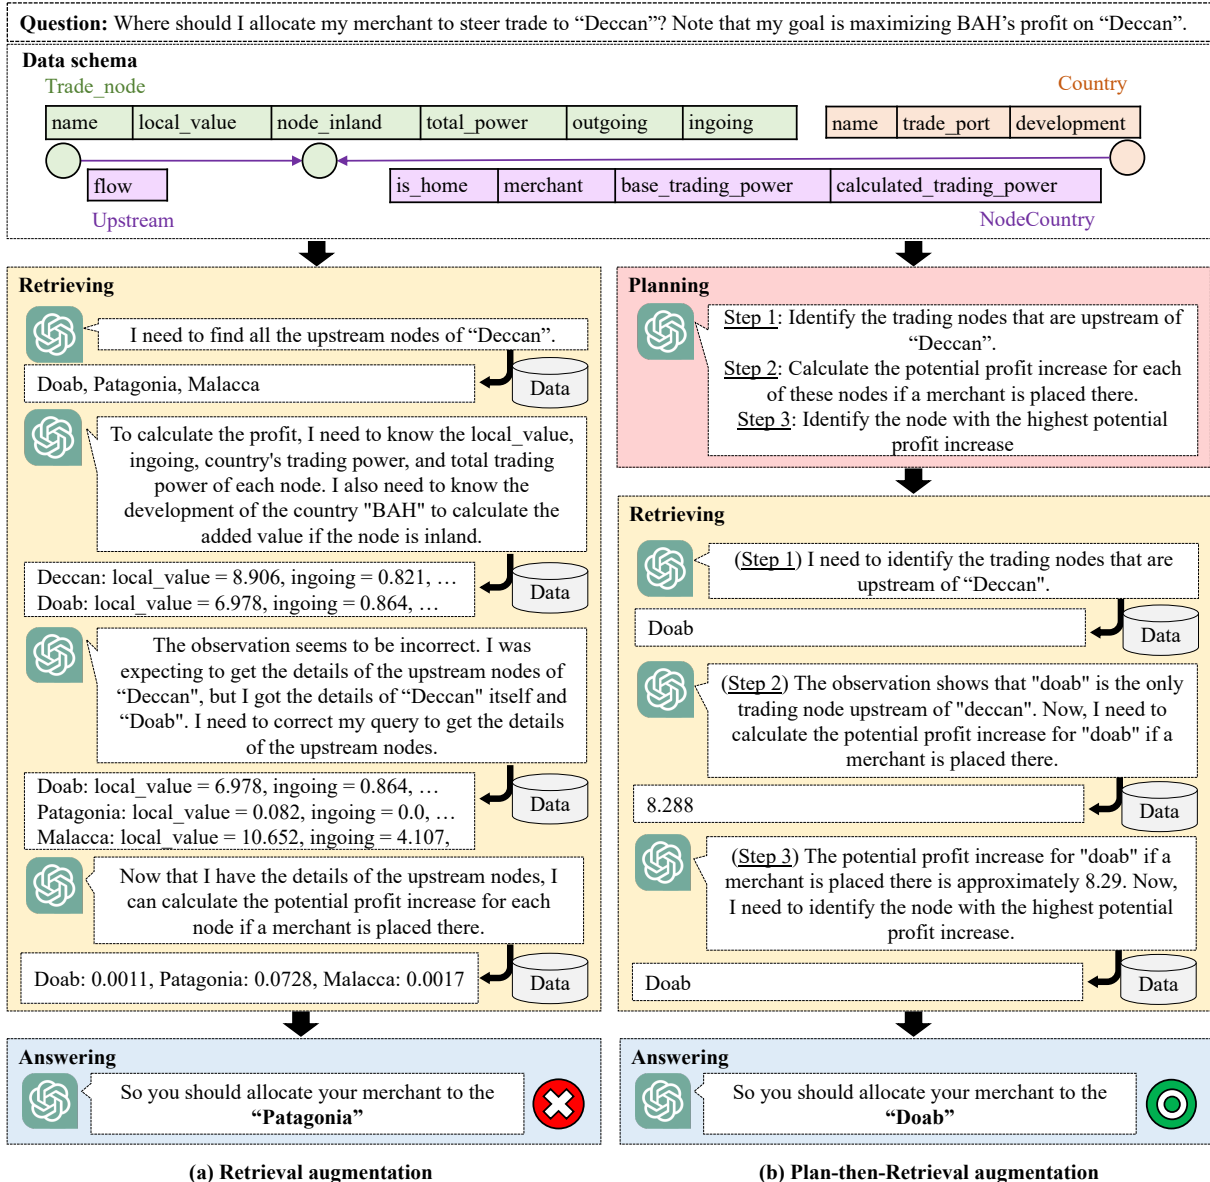 Question: Where should I allocate my merchant to steer trade to “Deccan”? Note that my goal is maximizing BAH’s profit on “Deccan”.
Data schema
Trade_node
Country
name local_value node_inland total_power outgoing ingoing
name trade_port development
flow
is_home merchant base_trading_power calculated_trading_power
Upstream
NodeCountry
Retrieving
I need to find all the upstream nodes of “Deccan”.
Doab, Patagonia, Malacca
Data
To calculate the profit, I need to know the local_value,
ingoing, country's trading power, and total trading
power of each node. I also need to know the
development of the country "BAH" to calculate the
added value if the node is inland.
Deccan: local_value = 8.906, ingoing = 0.821, …
Doab: local_value = 6.978, ingoing = 0.864, …
Data
The observation seems to be incorrect. I was
expecting to get the details of the upstream nodes of
“Deccan", but I got the details of “Deccan" itself and
“Doab". I need to correct my query to get the details
of the upstream nodes.
Doab: local_value = 6.978, ingoing = 0.864, …
Patagonia: local_value = 0.082, ingoing = 0.0, …
Malacca: local_value = 10.652, ingoing = 4.107,
Data
Now that I have the details of the upstream nodes, I
can calculate the potential profit increase for each
node if a merchant is placed there.
Doab: 0.0011, Patagonia: 0.0728, Malacca: 0.0017
Data
Answering
So you should allocate your merchant to the
“Patagonia”
(a) Retrieval augmentation
Planning
Step 1: Identify the trading nodes that are upstream of
“Deccan”.
Step 2: Calculate the potential profit increase for each
of these nodes if a merchant is placed there.
Step 3: Identify the node with the highest potential
profit increase
Retrieving
(Step 1) I need to identify the trading nodes that are
upstream of “Deccan".
Doab
Data
(Step 2) The observation shows that "doab" is the only
trading node upstream of "deccan". Now, I need to
calculate the potential profit increase for "doab" if a
merchant is placed there.
8.288
Data
(Step 3) The potential profit increase for "doab" if a
merchant is placed there is approximately 8.29. Now,
I need to identify the node with the highest potential
profit increase.
Doab
Data
Answering
So you should allocate your merchant to the
“Doab”
(b) Plan-then-Retrieval augmentation